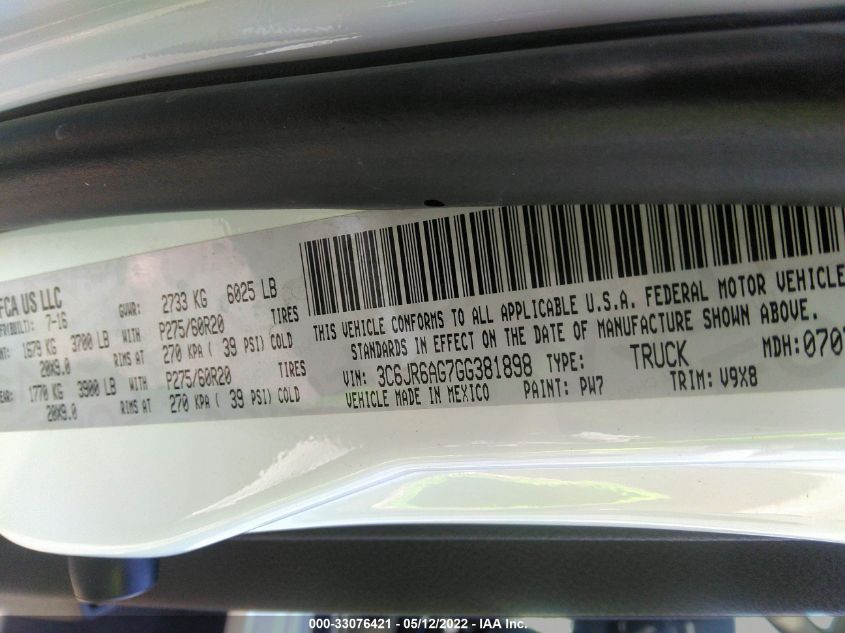 FCA US LLC
7-16
GVWR: 2733 KG 6025 LB
1679 KG 3700 LB WITH P275/60R20 TIRES
20X9.0 RIMS AT 270 KPA ( 39 PSI) COLD
1770 KG 3900 LB WITH P275/60R20 TIRES
20X9.0 RIMS AT 270 KPA ( 39 PSI) COLD
THIS VEHICLE CONFORMS TO ALL APPLICABLE U.S.A. FEDERAL MOTOR VEHICLE
STANDARDS IN EFFECT ON THE DATE OF MANUFACTURE SHOWN ABOVE.
VIN: 3C6JR6AG7GG381898 TYPE: TRUCK MDH:070
VEHICLE MADE IN MEXICO PAINT: PW7 TRIM: V9X8
000-33076421 - 05/12/2022 - IAA Inc.